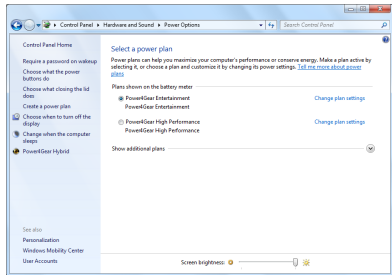 Control Panel ▸ Hardware and Sound ▸ Power Options
Search Control Panel
Control Panel Home
Require a password on wakeup
Choose what the power
buttons do
Choose what closing the lid
does
Create a power plan
Choose when to turn off the
display
Change when the computer
sleeps
Power4Gear Hybrid
See also
Personalization
Windows Mobility Center
User Accounts
Select a power plan
Power plans can help you maximize your computer's performance or conserve energy. Make a plan active by
selecting it, or choose a plan and customize it by changing its power settings. Tell me more about power
plans
Plans shown on the battery meter
Power4Gear Entertainment Change plan settings
Power4Gear Entertainment
Power4Gear High Performance Change plan settings
Power4Gear High Performance
Show additional plans
Screen brightness: